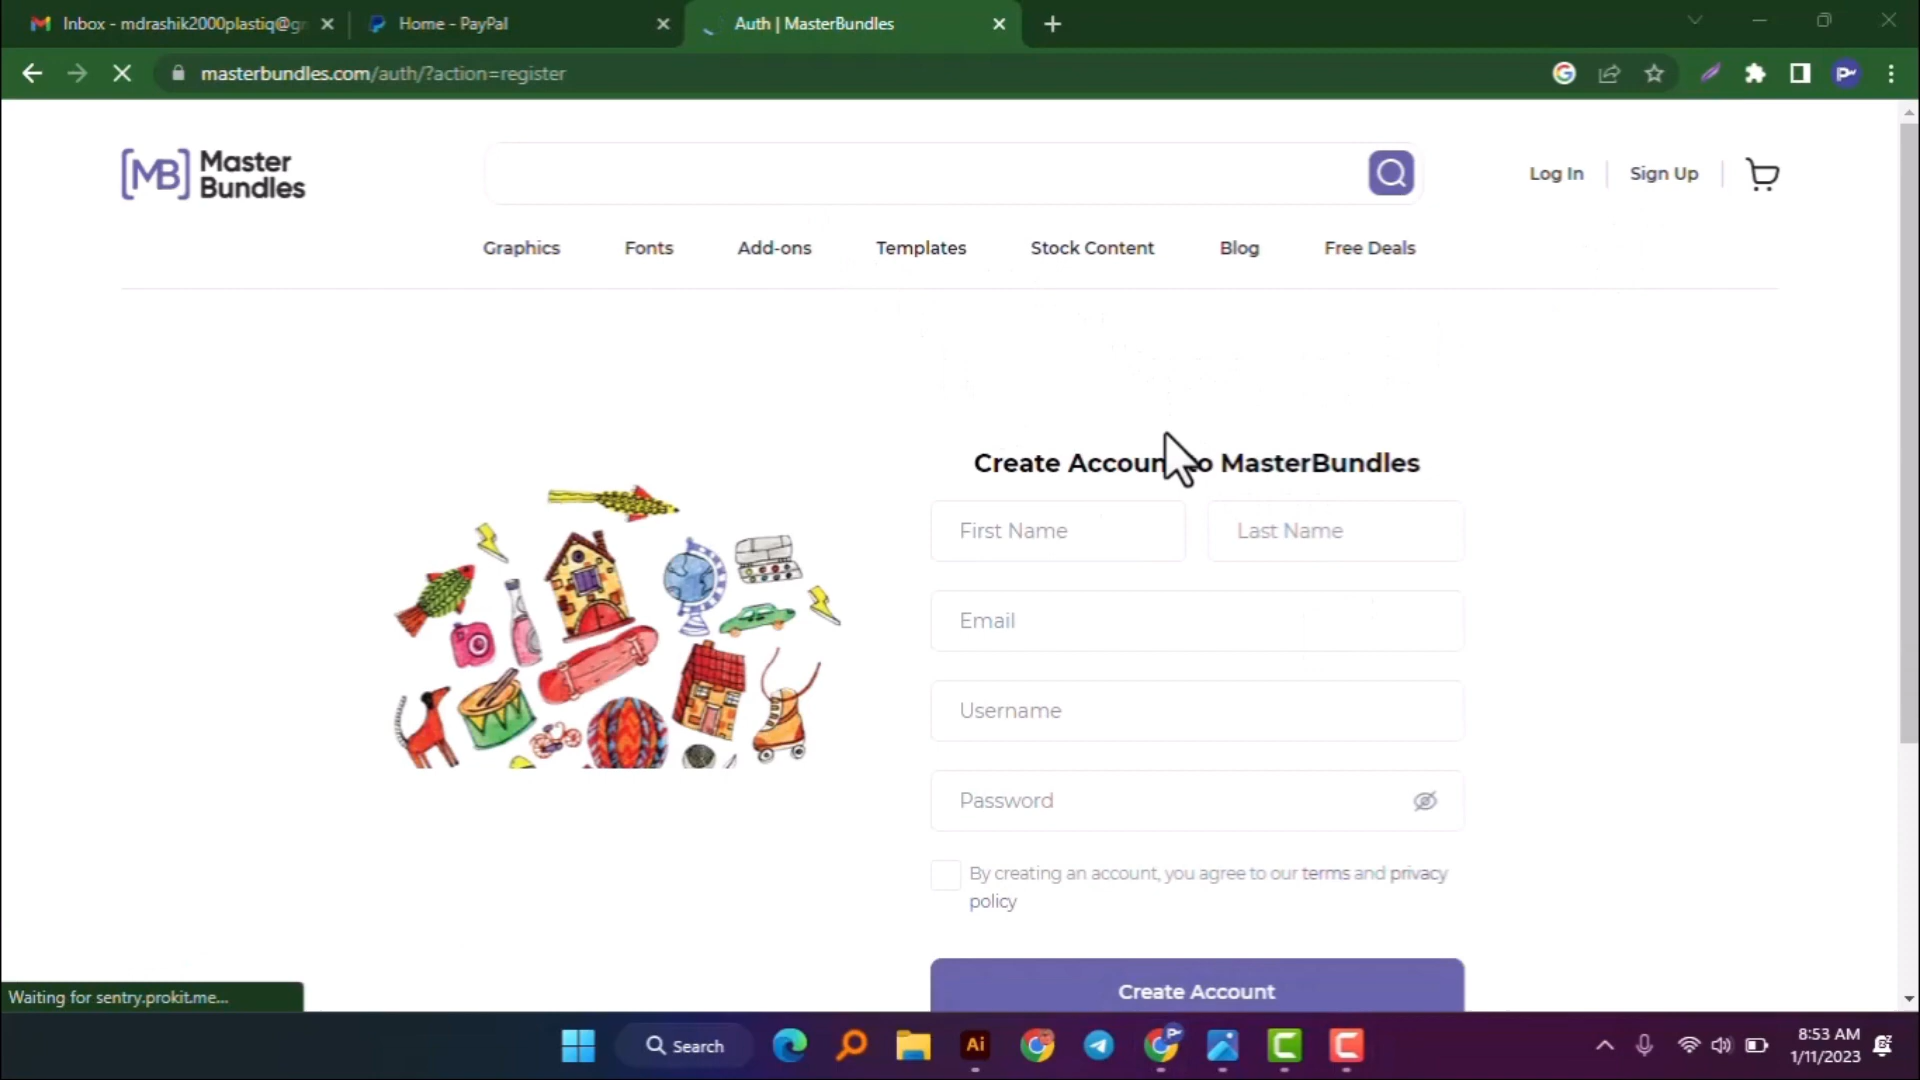 Inbox - mdrashik2000plastiq@g
Home - PayPal
Auth | MasterBundles
masterbundles.com/auth/?action=register
[MB] Master
Bundles
Log In
Sign Up
Graphics
Fonts
Add-ons
Templates
Stock Content
Blog
Free Deals
Create Accoun o MasterBundles
First Name
Last Name
Email
Username
Password
By creating an account, you agree to our terms and privacy
policy
Create Account
Waiting for sentry.prokit.me...
Search
Ai
8:53 AM
1/11/2023